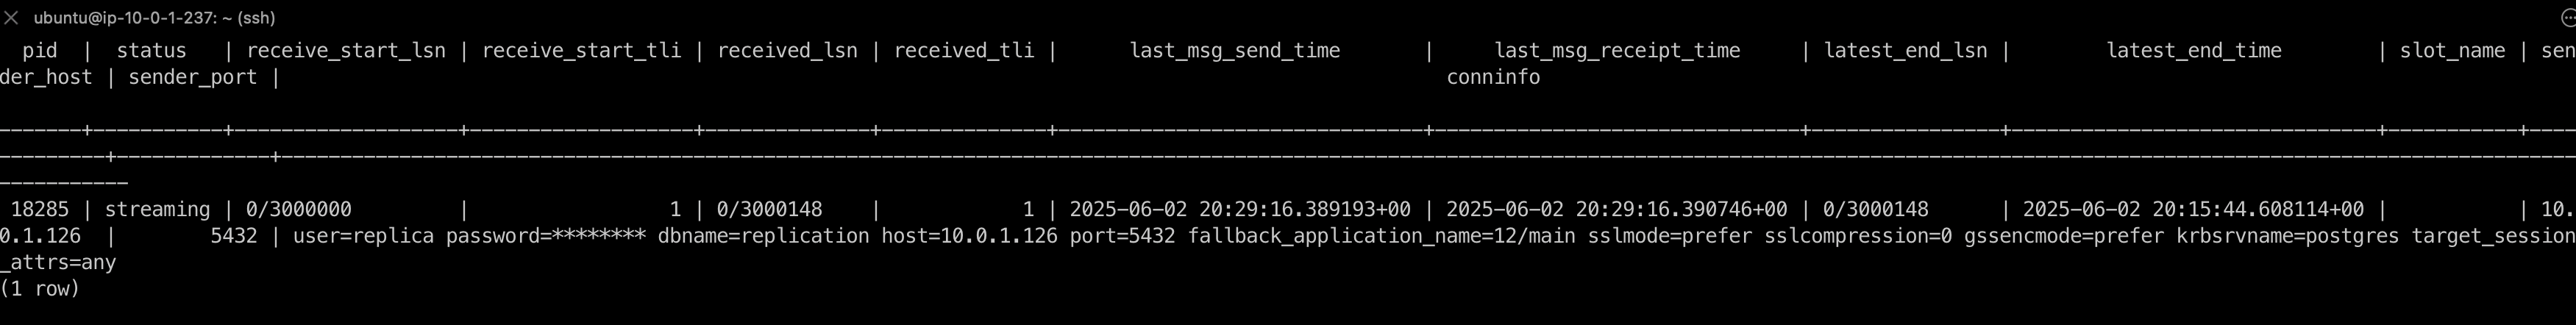 ubuntu@ip-10-0-1-237: ~ (ssh)
  pid  |  status   | receive_start_lsn | receive_start_tli | received_lsn | received_tli |      last_msg_send_time       |     last_msg_receipt_time     | latest_end_lsn |        latest_end_time        | slot_name | sen
der_host | sender_port |                                                                                                   conninfo
-------+-----------+-------------------+-------------------+--------------+--------------+-------------------------------+-------------------------------+----------------+-------------------------------+-----------+----
---------+-------------+---------------------------------------------------------------------------------------------------------------------------------------------------------------------------------------------------
-----------
 18285 | streaming | 0/3000000         |                 1 | 0/3000148    |            1 | 2025-06-02 20:29:16.389193+00 | 2025-06-02 20:29:16.390746+00 | 0/3000148      | 2025-06-02 20:15:44.608114+00 |           | 10.
0.1.126  |        5432 | user=replica password=******** dbname=replication host=10.0.1.126 port=5432 fallback_application_name=12/main sslmode=prefer sslcompression=0 gssencmode=prefer krbsrvname=postgres target_session
_attrs=any
(1 row)